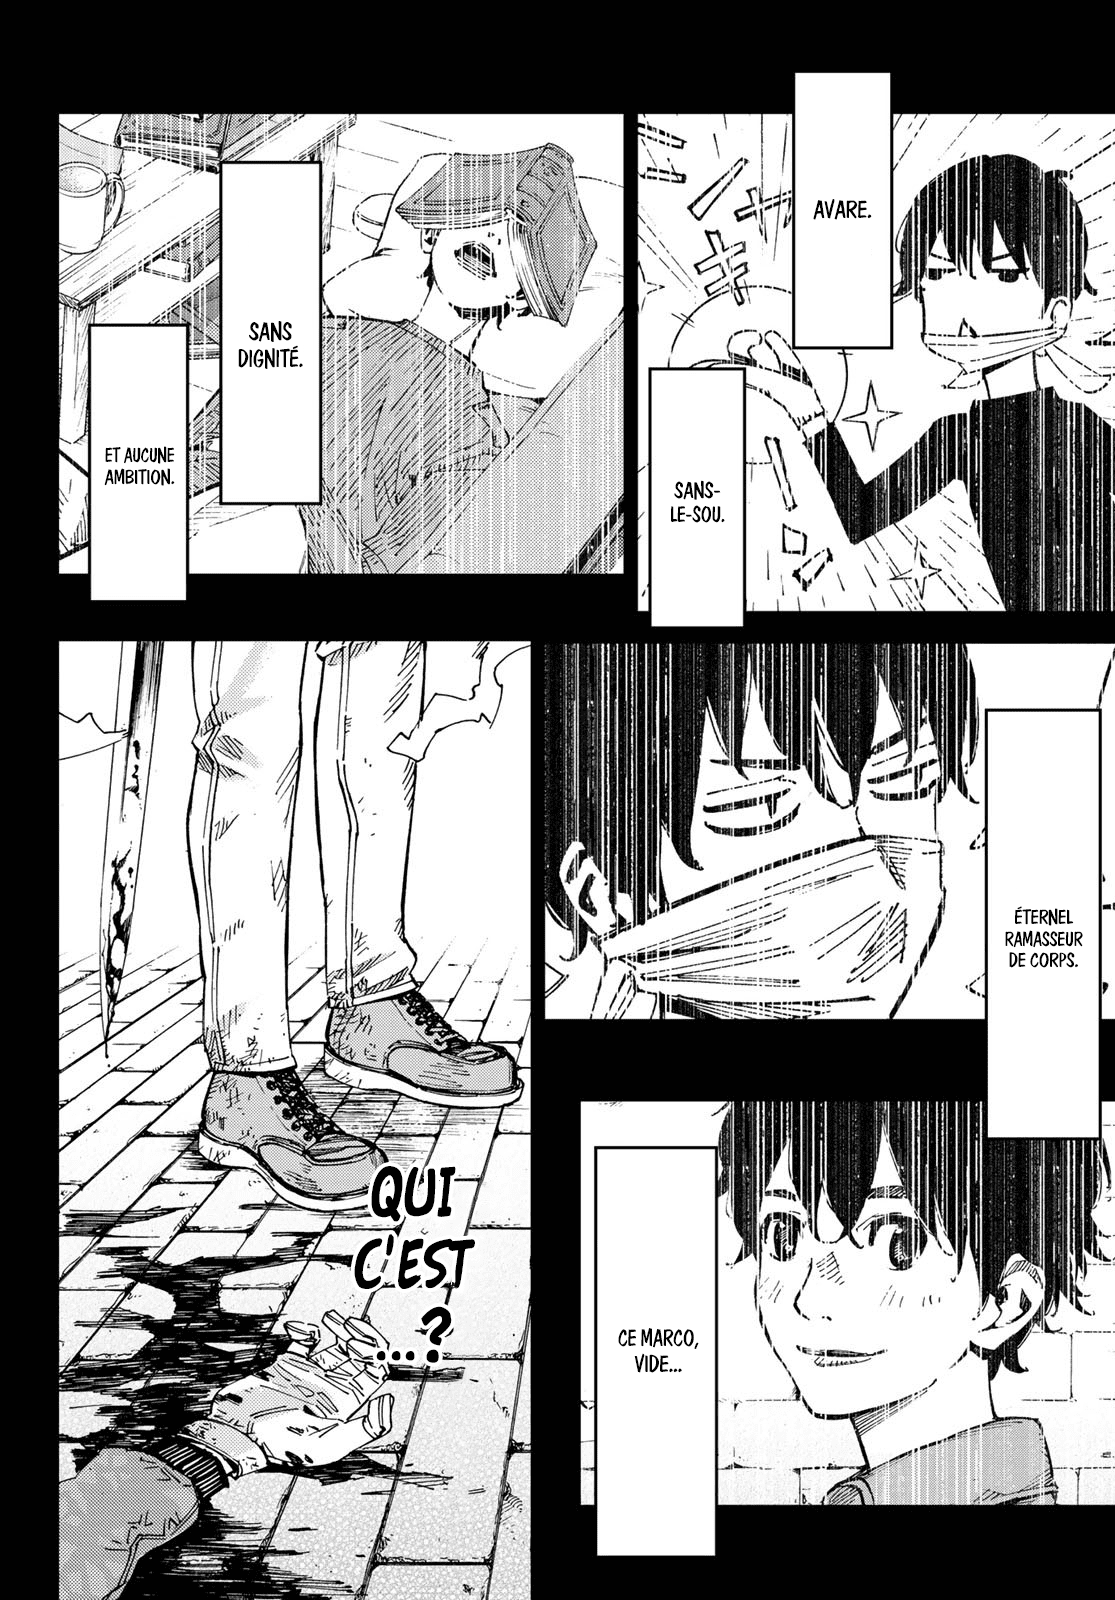 AVARE.
SANS-
LE-SOU.
SANS
DIGNITÉ.
ET AUCUNE
AMBITION.
ÉTERNEL
RAMASSEUR
DE CORPS.
CE MARCO,
VIDE...
QUI
C'EST
...?